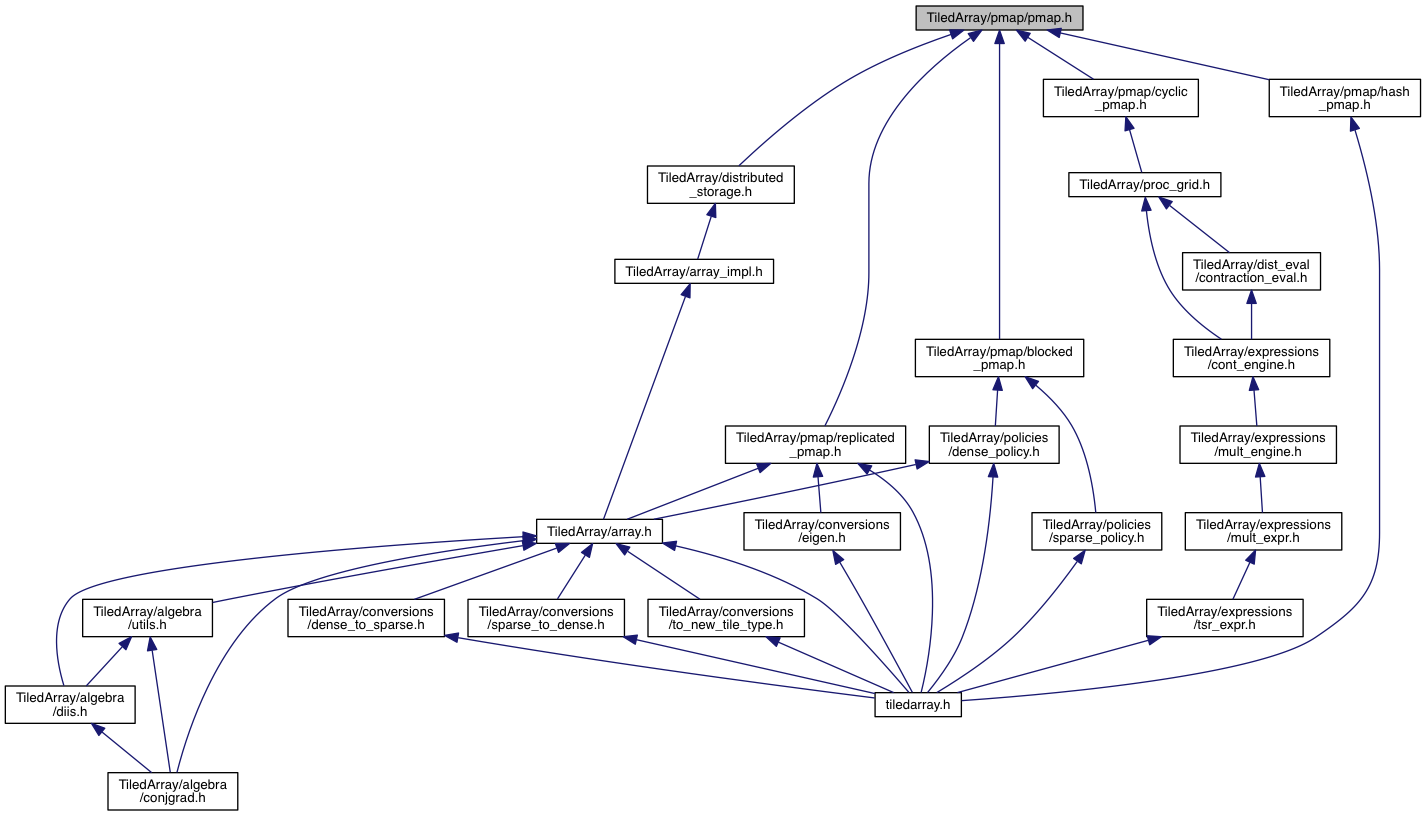 TiledArray/pmap/pmap.h
TiledArray/pmap/cyclic
_pmap.h
TiledArray/pmap/hash
_pmap.h
TiledArray/distributed
_storage.h
TiledArray/proc_grid.h
TiledArray/array_impl.h
TiledArray/dist_eval
/contraction_eval.h
TiledArray/pmap/blocked
_pmap.h
TiledArray/expressions
/cont_engine.h
TiledArray/pmap/replicated
_pmap.h
TiledArray/policies
/dense_policy.h
TiledArray/expressions
/mult_engine.h
TiledArray/array.h
TiledArray/conversions
/eigen.h
TiledArray/policies
/sparse_policy.h
TiledArray/expressions
/mult_expr.h
TiledArray/algebra
/utils.h
TiledArray/conversions
/dense_to_sparse.h
TiledArray/conversions
/sparse_to_dense.h
TiledArray/conversions
/to_new_tile_type.h
TiledArray/expressions
/tsr_expr.h
TiledArray/algebra
/diis.h
tiledarray.h
TiledArray/algebra
/conjgrad.h